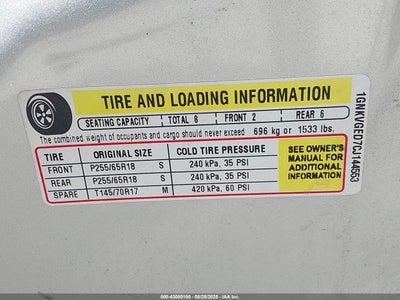 TIRE AND LOADING INFORMATION
SEATING CAPACITY TOTAL 8 FRONT 2 REAR 6
The combined weight of occupants and cargo should never exceed 696 kg or 1533 lbs.
TIRE ORIGINAL SIZE COLD TIRE PRESSURE
FRONT P255/65R18 S 240 kPa, 35 PSI
REAR P255/65R18 S 240 kPa, 35 PSI
SPARE T145/70R17 M 420 kPa, 60 PSI
SEE OWNER'S
MANUAL FOR
ADDITIONAL
INFORMATION
1GNKVGED7CJ144553
000-43090190 - 08/28/2025 - IAA Inc.